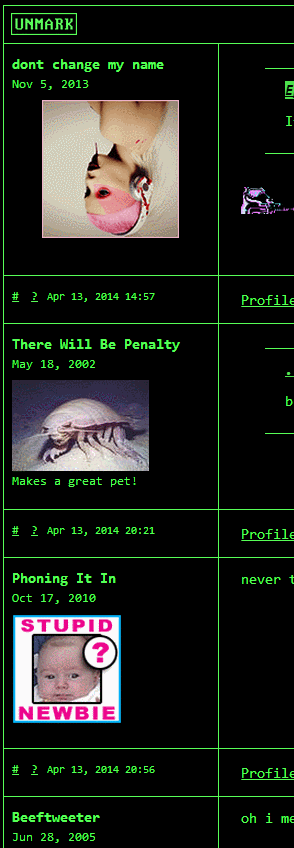 UNMARK
dont change my name
Nov 5, 2013
# ? Apr 13, 2014 14:57
Profile
There Will Be Penalty
May 18, 2002
b
Makes a great pet!
# ? Apr 13, 2014 20:21
Profile
Phoning It In
never t
Oct 17, 2010
STUPID
?
NEWBIE
# ? Apr 13, 2014 20:56
Profile
Beeftweeter
oh i me
Jun 28, 2005